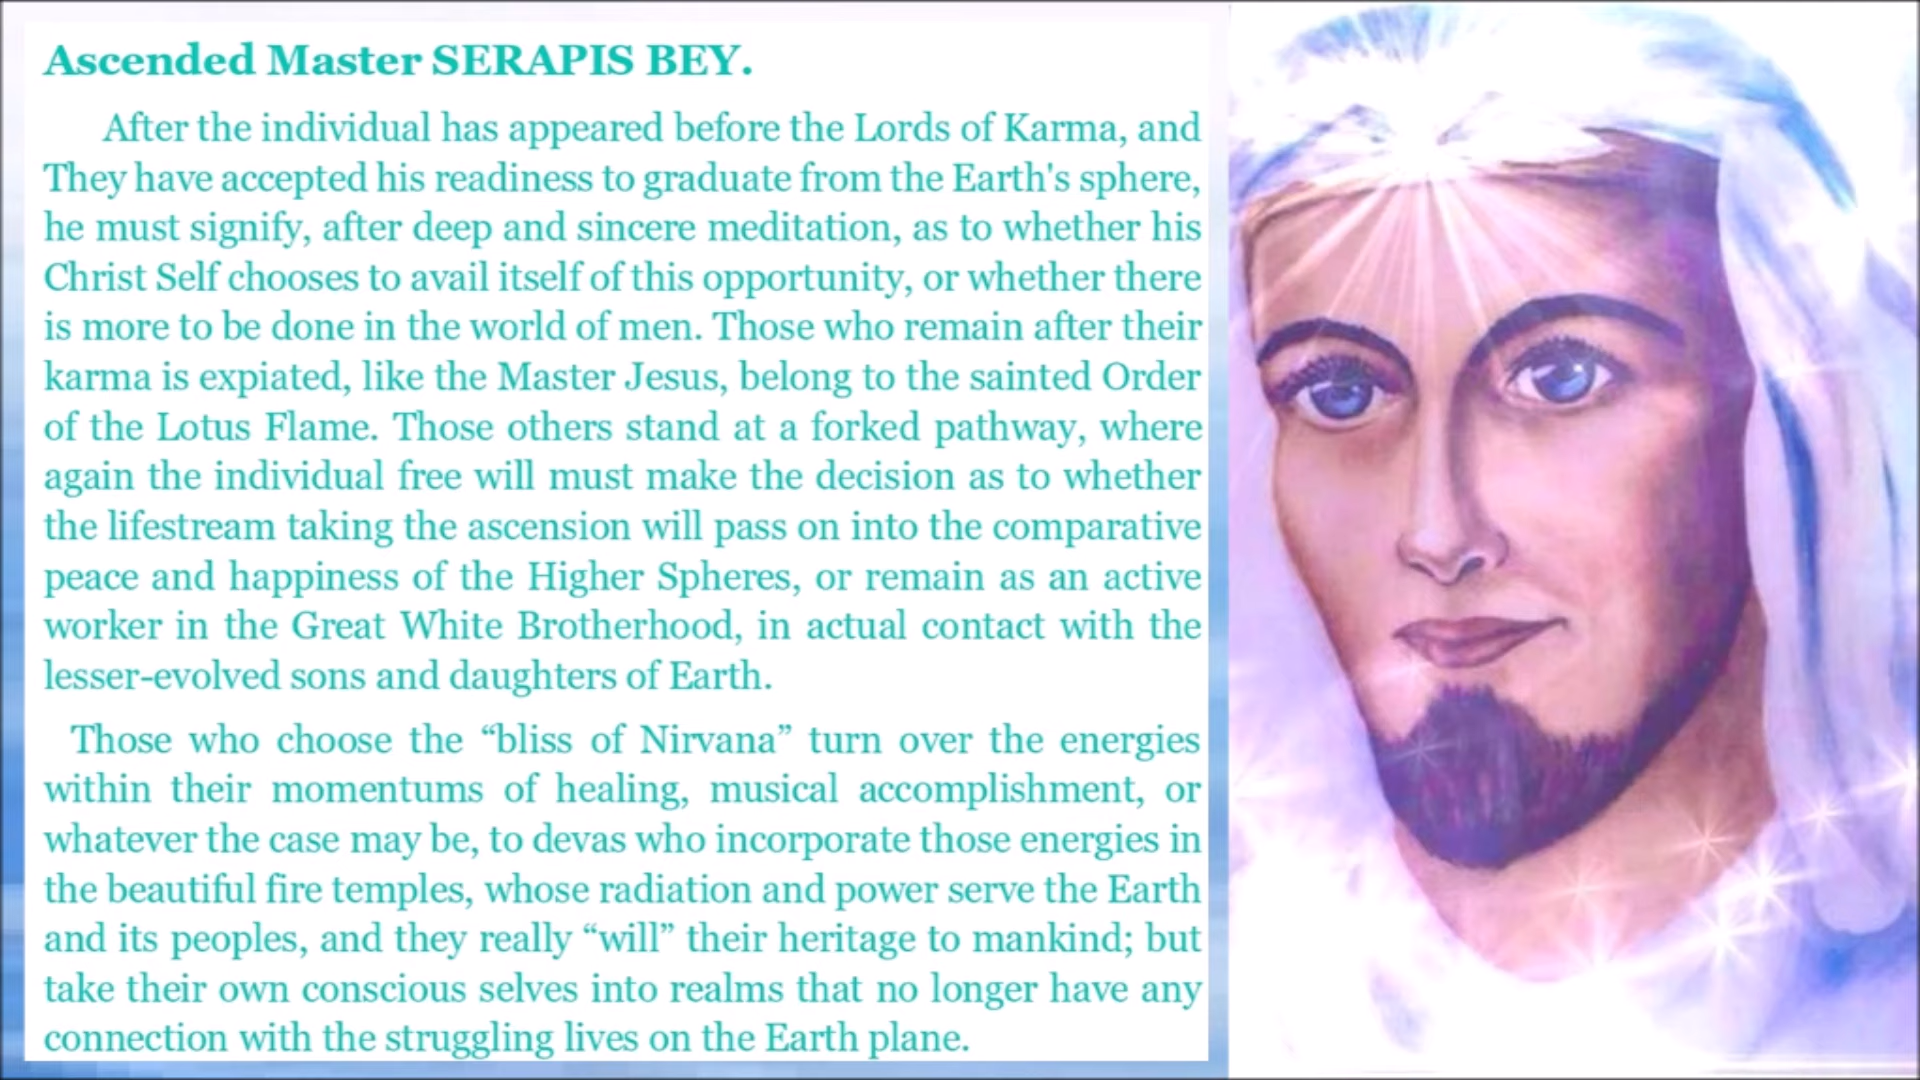 Ascended Master SERAPIS BEY.
After the individual has appeared before the Lords of Karma, and
They have accepted his readiness to graduate from the Earth's sphere,
he must signify, after deep and sincere meditation, as to whether his
Christ Self chooses to avail itself of this opportunity, or whether there
is more to be done in the world of men. Those who remain after their
karma is expiated, like the Master Jesus, belong to the sainted Order
of the Lotus Flame. Those others stand at a forked pathway, where
again the individual free will must make the decision as to whether
the lifestream taking the ascension will pass on into the comparative
peace and happiness of the Higher Spheres, or remain as an active
worker in the Great White Brotherhood, in actual contact with the
lesser-evolved sons and daughters of Earth.
Those who choose the “bliss of Nirvana” turn over the energies
within their momentums of healing, musical accomplishment, or
whatever the case may be, to devas who incorporate those energies in
the beautiful fire temples, whose radiation and power serve the Earth
and its peoples, and they really “will” their heritage to mankind; but
take their own conscious selves into realms that no longer have any
connection with the struggling lives on the Earth plane.